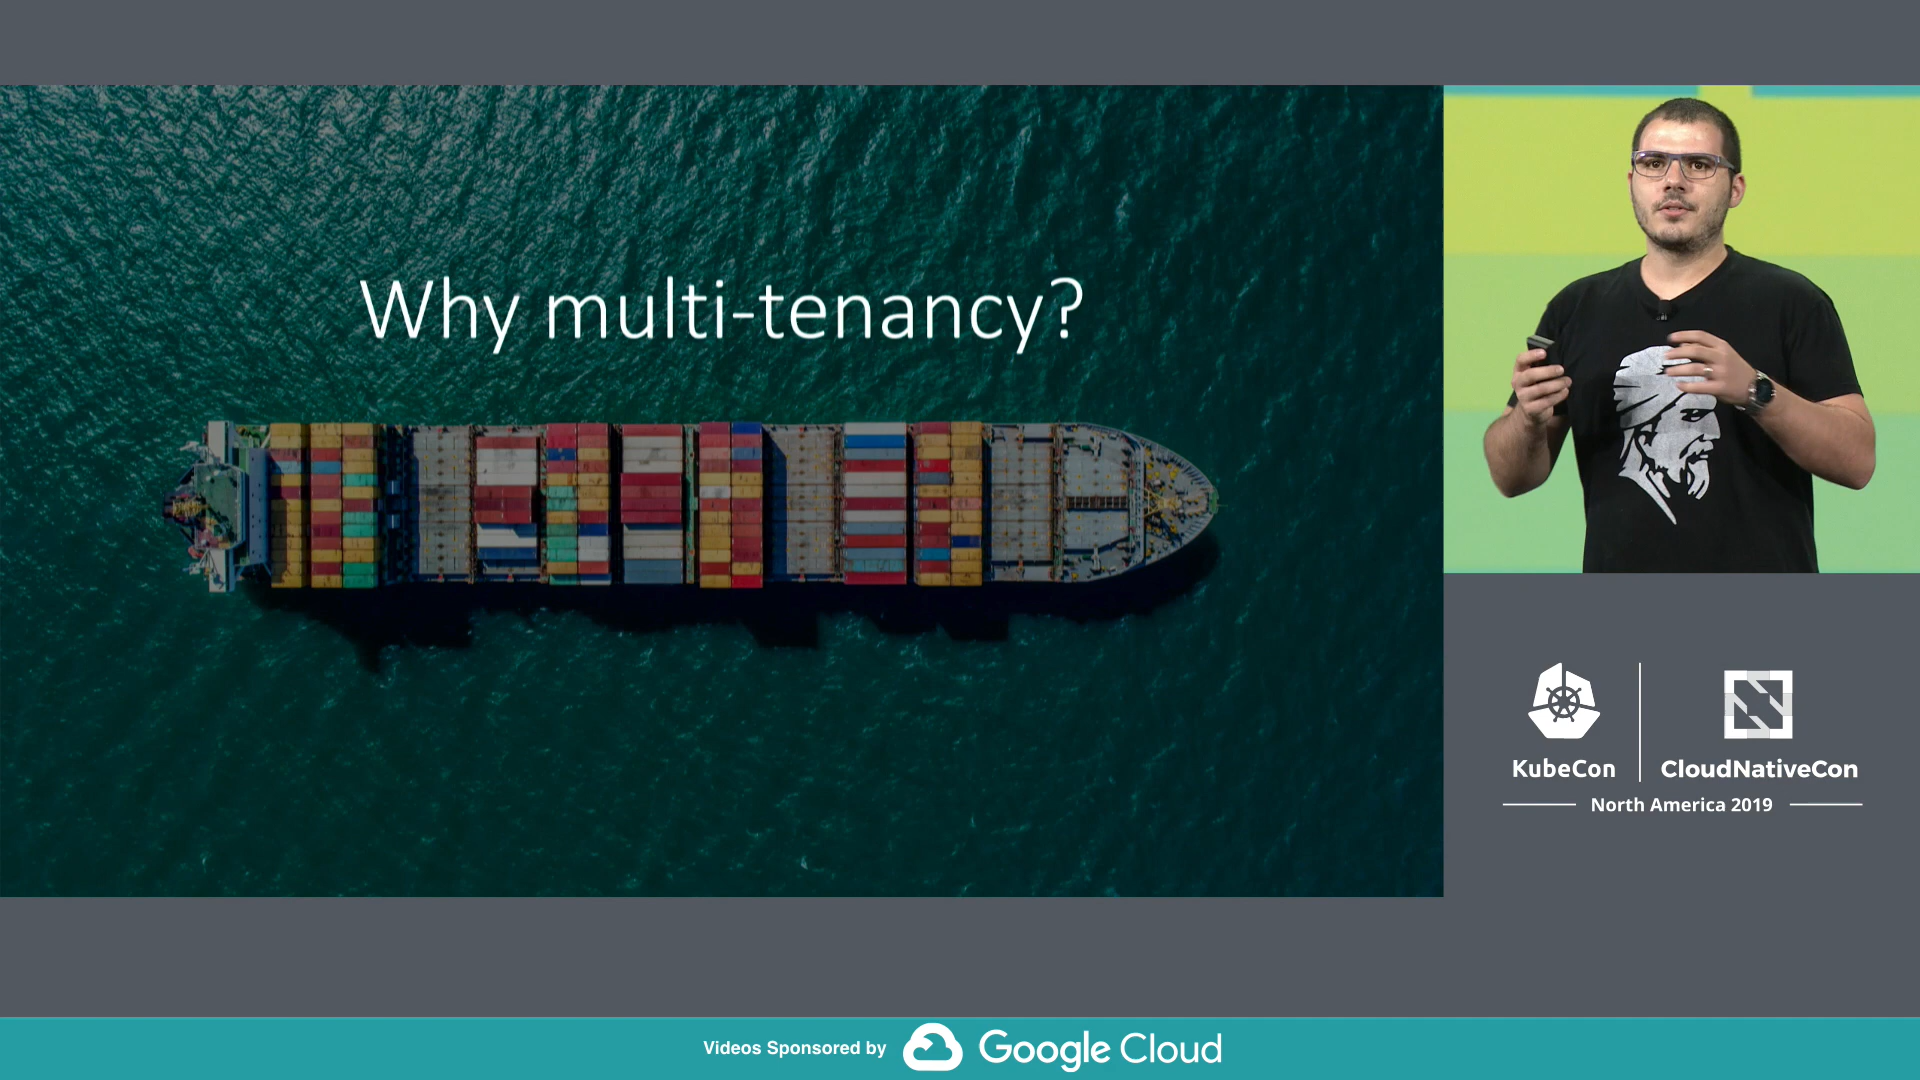 Why multi-tenancy?
KubeCon
CloudNativeCon
North America 2019
Videos Sponsored by
Google Cloud